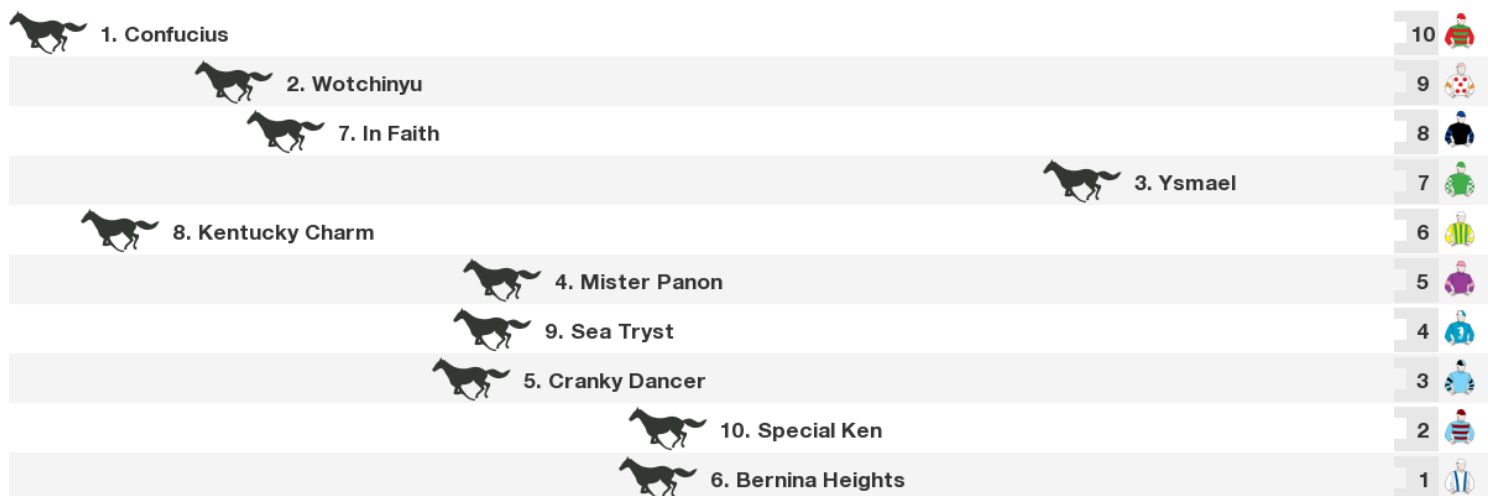 1. Confucius 10
2. Wotchinyu 9
7. In Faith 8
3. Ysmael 7
8. Kentucky Charm 6
4. Mister Panon 5
9. Sea Tryst 4
5. Cranky Dancer 3
10. Special Ken 2
6. Bernina Heights 1